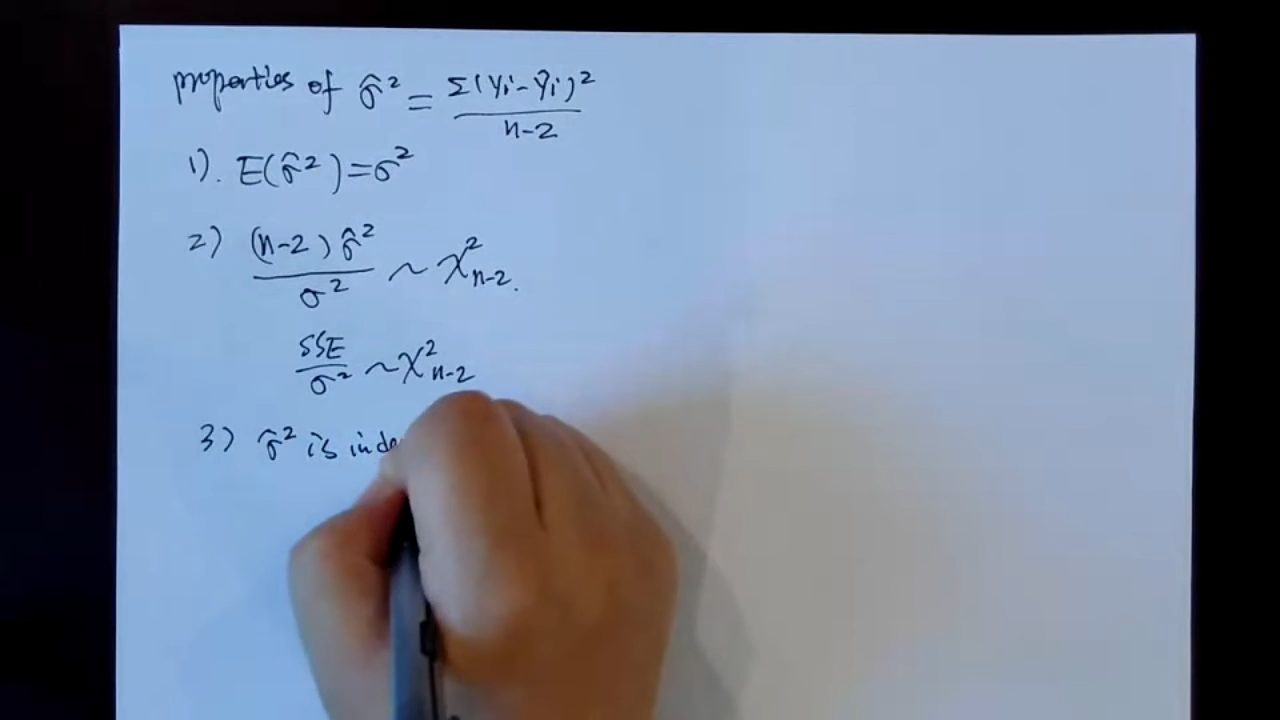 properties of σ̂² = Σ(Yi-Ŷi)² / n-2
1). E(σ̂²)=σ²
2) (n-2)σ̂² / σ² ~ χ²n-2.
SSE / σ² ~ χ²n-2
3) σ̂² is inde